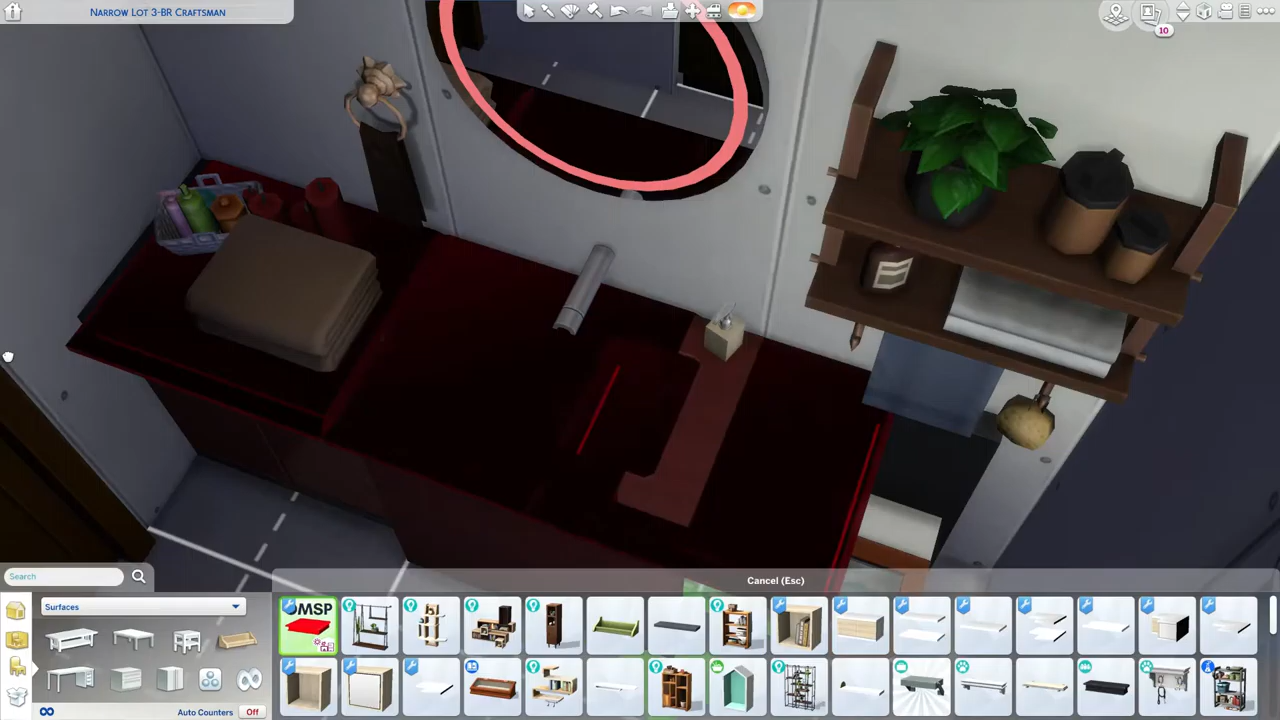 NARROW LOT 3-BR CRAFTSMAN
10
Cancel (Esc)
Search
Surfaces
MSP
Auto Counters Off